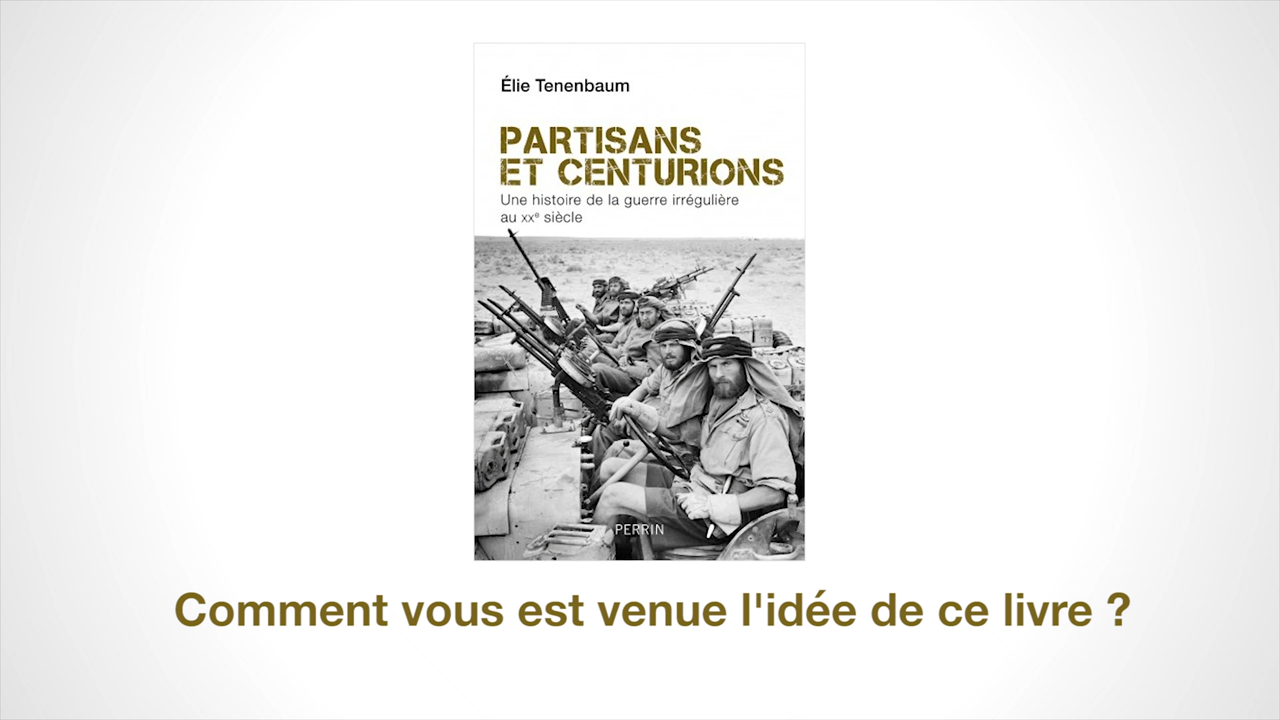 Élie Tenenbaum
PARTISANS
ET CENTURIONS
Une histoire de la guerre irrégulière
au XXe siècle
PERRIN
Comment vous est venue l'idée de ce livre ?